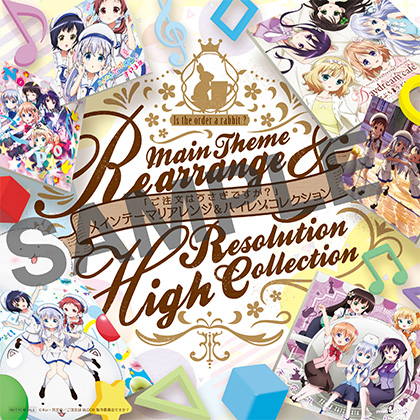 Is the order a rabbit ?
Main Theme
Rearrange &
「ご注文はうさぎですか？」
メインテーマリアレンジ＆ハイレゾコレクション
Resolution
High Collection
SAMPLE
Daydream café